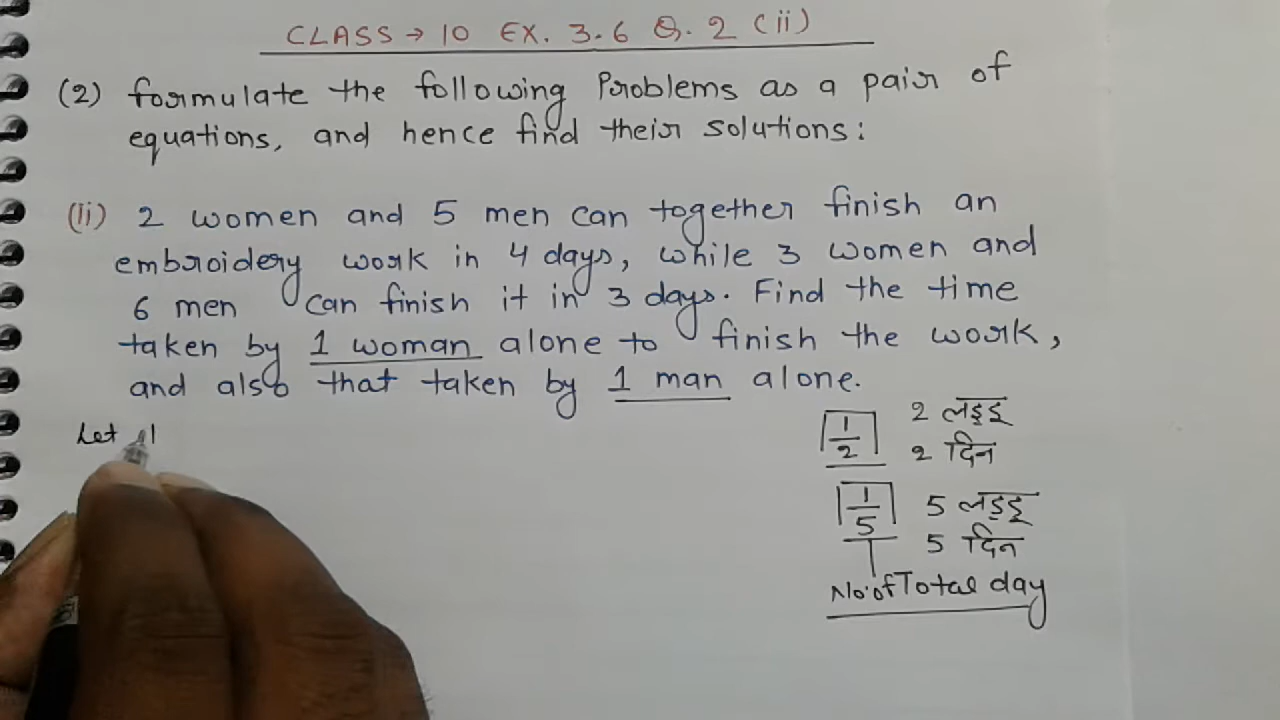 CLASS → 10 EX. 3.6 Q. 2 (ii)
(2) formulate the following Problems as a pair of
equations, and hence find their solutions:
(ii) 2 women and 5 men can together finish an
embroidery work in 4 days, while 3 women and
6 men can finish it in 3 days. Find the time
taken by 1 woman alone to finish the work,
and also that taken by 1 man alone.
Let 1
1/2 2 लड्डू
2 दिन
1/5 5 लड्डू
5 दिन
No. of Total day